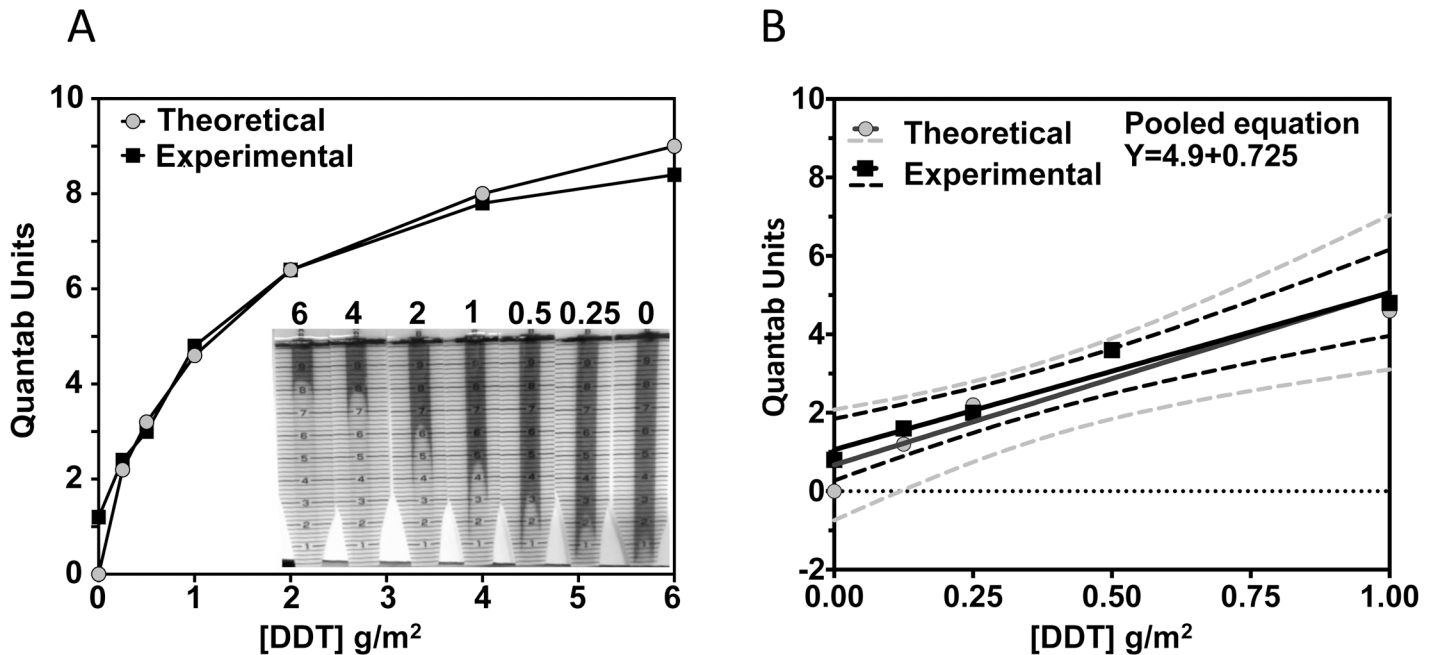 A
B
10
8
6
4
2
0
Quantab Units
Theoretical
Experimental
6 4 2 1 0.5 0.25 0
0 1 2 3 4 5 6
[DDT] g/m²
10
8
6
4
2
0
-2
Quantab Units
Theoretical
Experimental
Pooled equation
Y=4.9+0.725
0.00 0.25 0.50 0.75 1.00
[DDT] g/m²